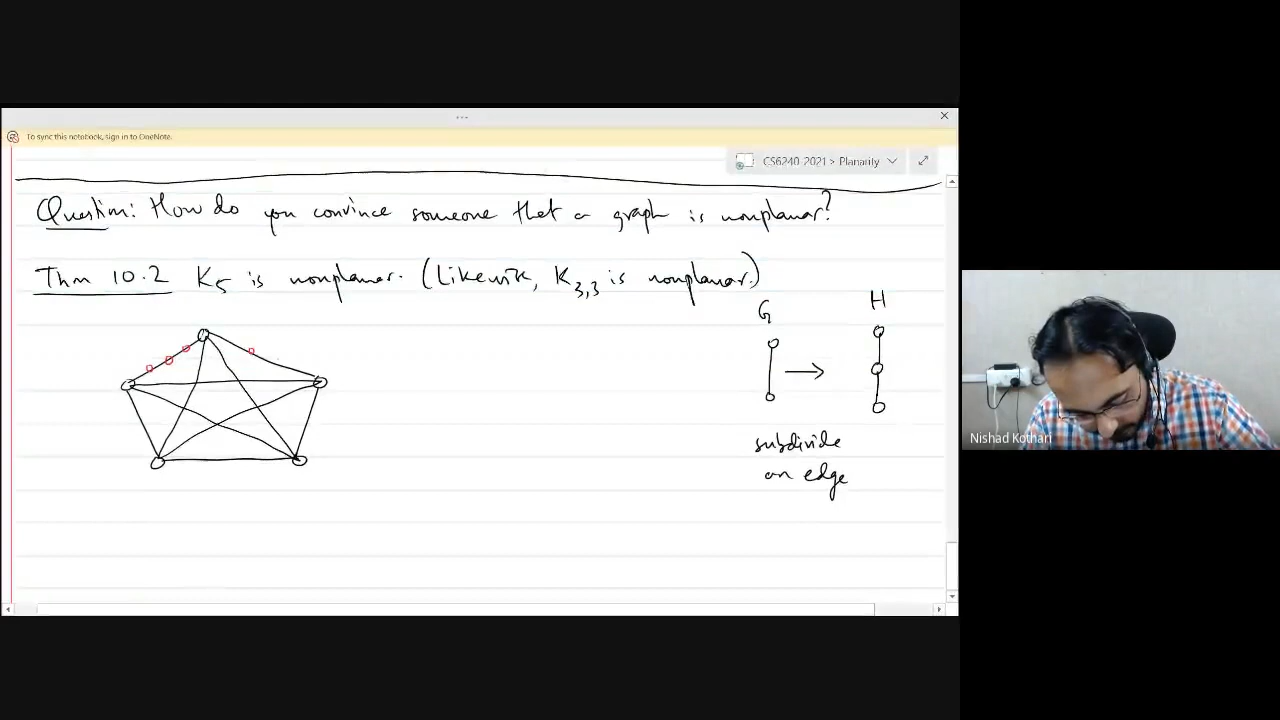 To sync this notebook, sign in to OneNote.
CS6240-2021 > Planarity
Question: How do you convince someone that a graph is nonplanar?
Thm 10.2 K5 is nonplanar. (Likewise, K3,3 is nonplanar.)
G H
subdivide
an edge
Nishad Kothari